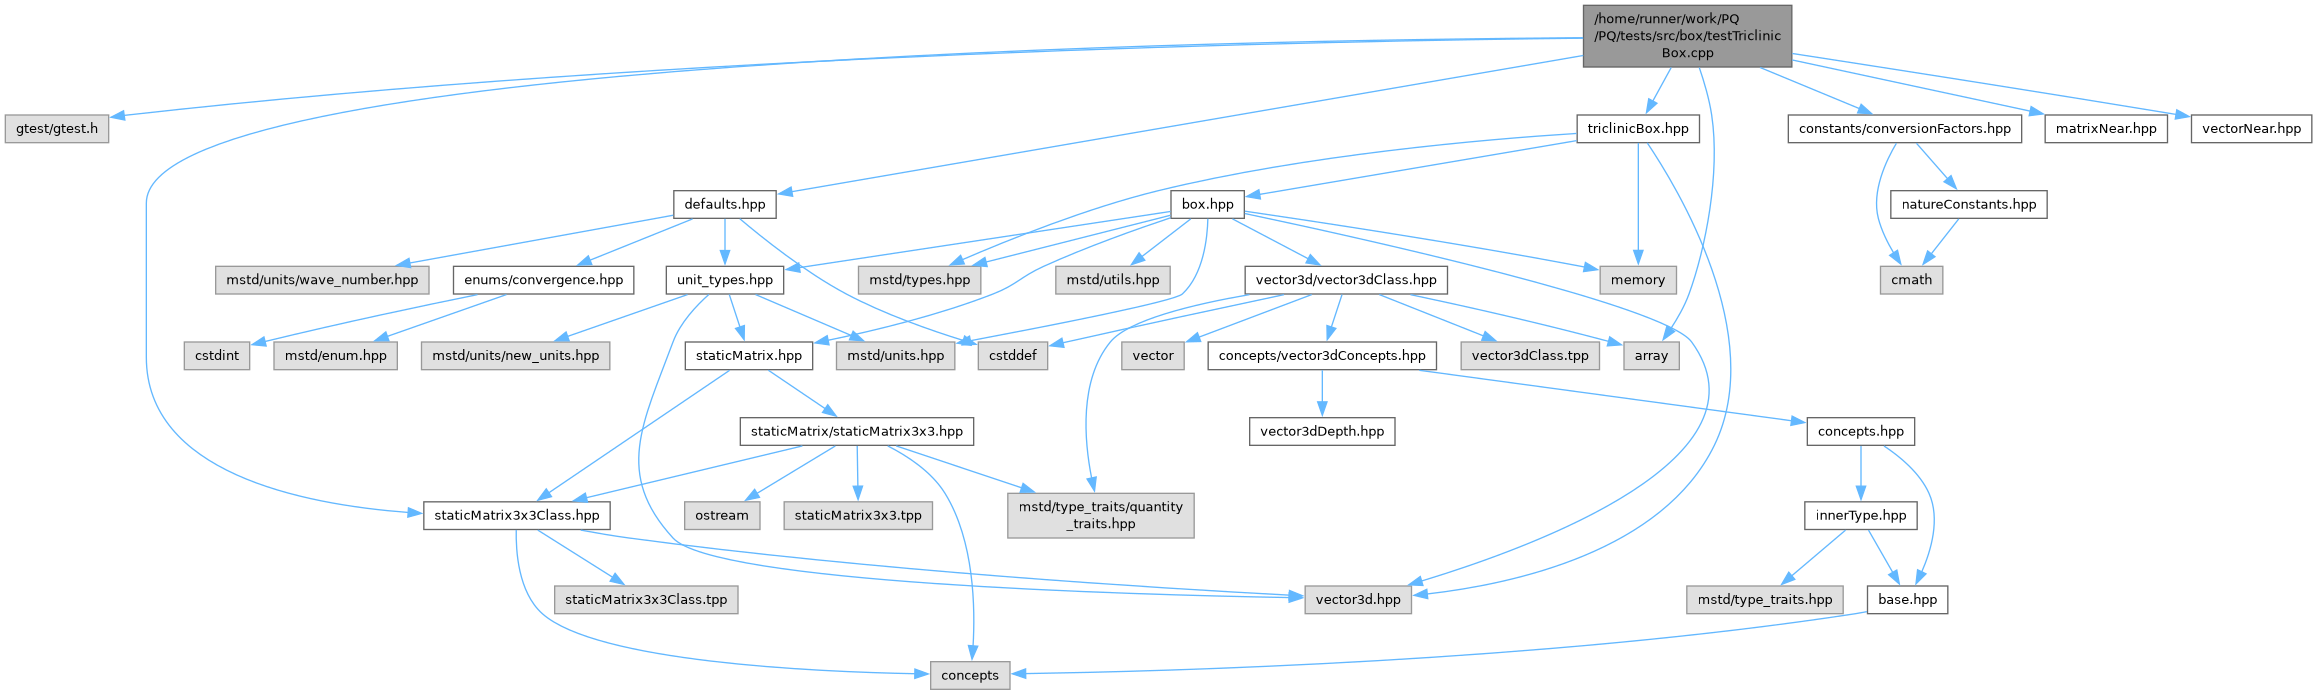 /home/runner/work/PQ
/PQ/tests/src/box/testTriclinic
Box.cpp
gtest/gtest.h
triclinicBox.hpp
constants/conversionFactors.hpp
matrixNear.hpp
vectorNear.hpp
defaults.hpp
box.hpp
natureConstants.hpp
mstd/units/wave_number.hpp
enums/convergence.hpp
unit_types.hpp
mstd/types.hpp
mstd/utils.hpp
vector3d/vector3dClass.hpp
memory
cmath
cstdint
mstd/enum.hpp
mstd/units/new_units.hpp
staticMatrix.hpp
mstd/units.hpp
cstddef
vector
concepts/vector3dConcepts.hpp
vector3dClass.tpp
array
staticMatrix/staticMatrix3x3.hpp
vector3dDepth.hpp
concepts.hpp
staticMatrix3x3Class.hpp
ostream
staticMatrix3x3.tpp
mstd/type_traits/quantity
_traits.hpp
innerType.hpp
staticMatrix3x3Class.tpp
vector3d.hpp
mstd/type_traits.hpp
base.hpp
concepts